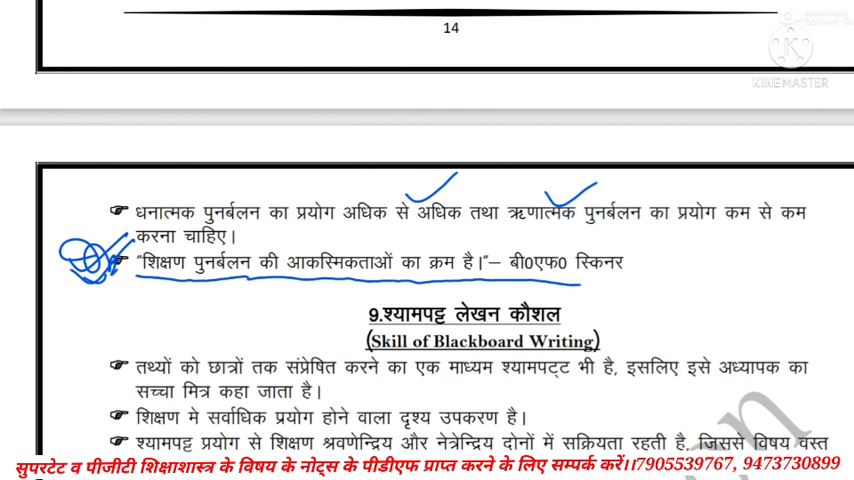 14
KINEMASTER
धनात्मक पुनर्बलन का प्रयोग अधिक से अधिक तथा ऋणात्मक पुनर्बलन का प्रयोग कम से कम
करना चाहिए।
"शिक्षण पुनर्बलन की आकस्मिकताओं का क्रम है।"– बी0एफ0 स्किनर
9.श्यामपट्ट लेखन कौशल
(Skill of Blackboard Writing)
तथ्यों को छात्रों तक संप्रेषित करने का एक माध्यम श्यामपट्ट भी है, इसलिए इसे अध्यापक का
सच्चा मित्र कहा जाता है।
शिक्षण मे सर्वाधिक प्रयोग होने वाला दृश्य उपकरण है।
श्यामपट्ट प्रयोग से शिक्षण श्रवणेन्द्रिय और नेत्रेन्द्रिय दोनों में सक्रियता रहती है, जिससे विषय वस्त
सुपरटेट व पीजीटी शिक्षाशास्त्र के विषय के नोट्स के पीडीएफ प्राप्त करने के लिए सम्पर्क करें।।7905539767, 9473730899